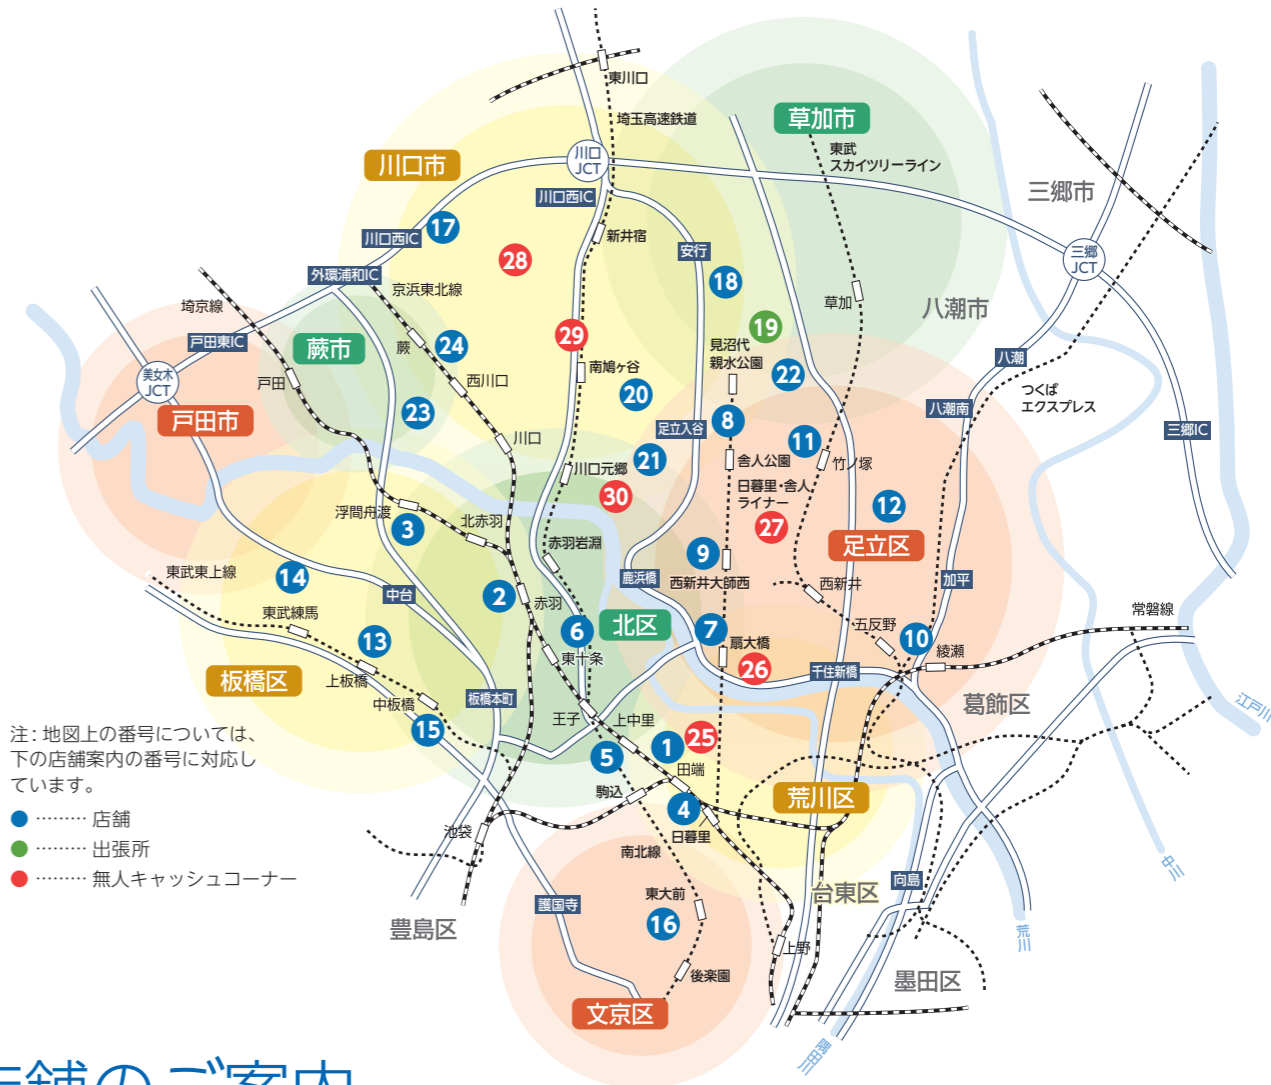 東川口
埼玉高速鉄道
草加市
東武
スカイツリーライン
川口市
川口
JCT
川口西IC
三郷市
17
川口西IC
新井宿
28
安行
三郷
JCT
外環浦和IC
18
京浜東北線
埼京線
草加
八潮市
19
29
戸田東IC
蕨市
蕨
24
見沼代
親水公園
八潮
美女木
JCT
戸田
西川口
南鳩ヶ谷
22
20
つくば
エクスプレス
戸田市
23
八潮南
8
足立入谷
三郷IC
川口
11
21
舎人公園
竹ノ塚
川口元郷
30
日暮里・舎人
ライナー
12
浮間舟渡
3
北赤羽
27
足立区
赤羽岩淵
9
西新井大師西
東武東上線
14
中台
鹿浜橋
加平
2
赤羽
西新井
東武練馬
常磐線
6
北区
7
五反野
10
13
扇大橋
綾瀬
東十条
26
千住新橋
板橋区
上板橋
中板橋
板橋本町
葛飾区
王子
上中里
江戸川
15
注：地図上の番号については、
下の店舗案内の番号に対応し
ています。
5
1
25
田端
駒込
荒川区
4
店舗
池袋
日暮里
出張所
南北線
無人キャッシュコーナー
中川
向島
東大前
台東区
護国寺
豊島区
16
荒川
上野
後楽園
墨田区
文京区
隅田川
店舗のご案内